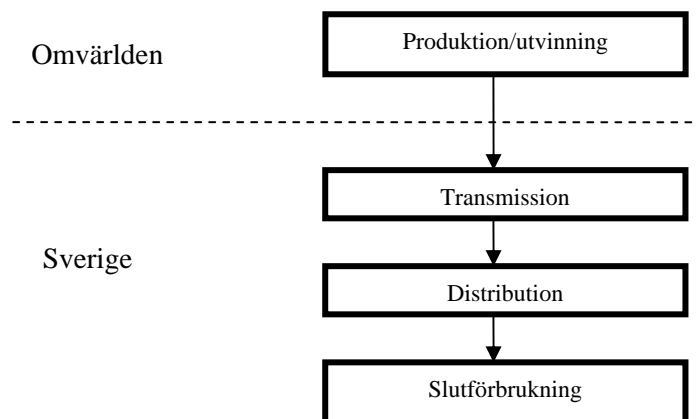 Produktion/utvinning
Omvärlden
Transmission
Sverige
Distribution
Slutförbrukning